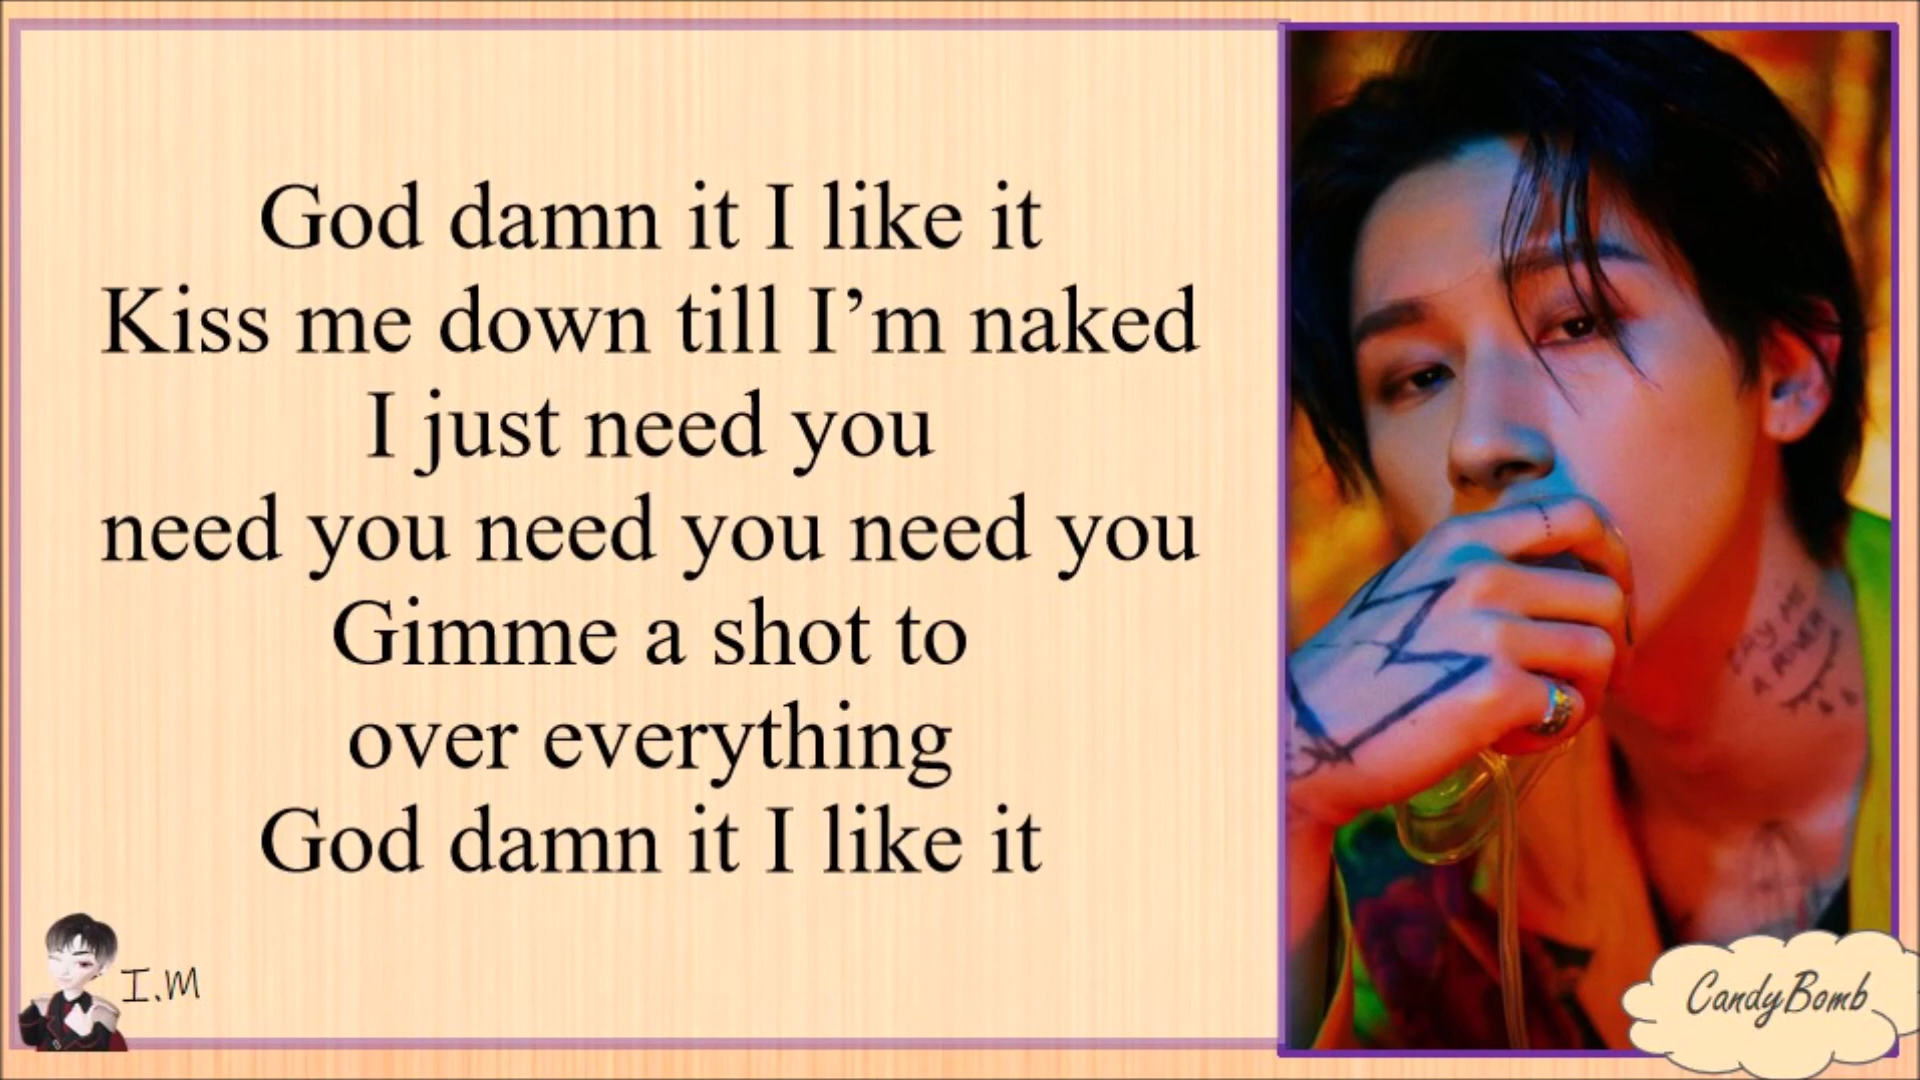 God damn it I like it
Kiss me down till I’m naked
I just need you
need you need you need you
Gimme a shot to
over everything
God damn it I like it
I.M
A RIVER
CandyBomb